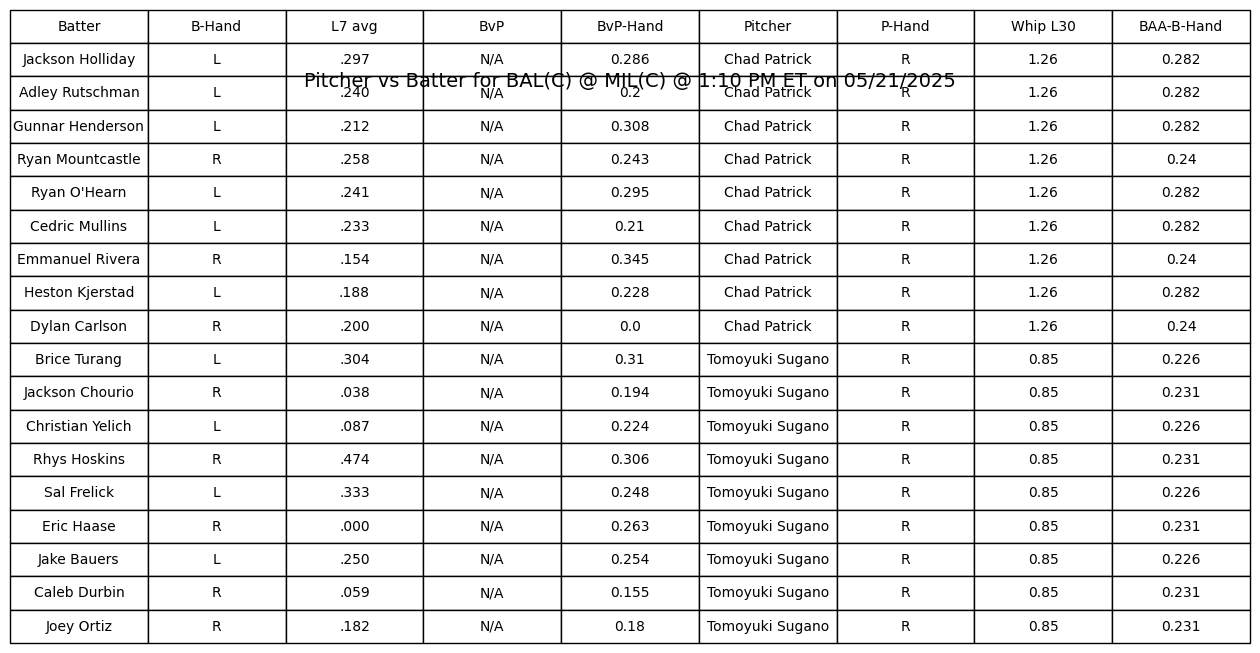 Batter B-Hand L7 avg BvP BvP-Hand Pitcher P-Hand Whip L30 BAA-B-Hand
Jackson Holliday L .297 N/A 0.286 Chad Patrick R 1.26 0.282
Pitcher vs Batter for BAL(C) @ MIL(C) @ 1:10 PM ET on 05/21/2025
Adley Rutschman L .240 N/A 0.2 Chad Patrick R 1.26 0.282
Gunnar Henderson L .212 N/A 0.308 Chad Patrick R 1.26 0.282
Ryan Mountcastle R .258 N/A 0.243 Chad Patrick R 1.26 0.24
Ryan O'Hearn L .241 N/A 0.295 Chad Patrick R 1.26 0.282
Cedric Mullins L .233 N/A 0.21 Chad Patrick R 1.26 0.282
Emmanuel Rivera R .154 N/A 0.345 Chad Patrick R 1.26 0.24
Heston Kjerstad L .188 N/A 0.228 Chad Patrick R 1.26 0.282
Dylan Carlson R .200 N/A 0.0 Chad Patrick R 1.26 0.24
Brice Turang L .304 N/A 0.31 Tomoyuki Sugano R 0.85 0.226
Jackson Chourio R .038 N/A 0.194 Tomoyuki Sugano R 0.85 0.231
Christian Yelich L .087 N/A 0.224 Tomoyuki Sugano R 0.85 0.226
Rhys Hoskins R .474 N/A 0.306 Tomoyuki Sugano R 0.85 0.231
Sal Frelick L .333 N/A 0.248 Tomoyuki Sugano R 0.85 0.226
Eric Haase R .000 N/A 0.263 Tomoyuki Sugano R 0.85 0.231
Jake Bauers L .250 N/A 0.254 Tomoyuki Sugano R 0.85 0.226
Caleb Durbin R .059 N/A 0.155 Tomoyuki Sugano R 0.85 0.231
Joey Ortiz R .182 N/A 0.18 Tomoyuki Sugano R 0.85 0.231